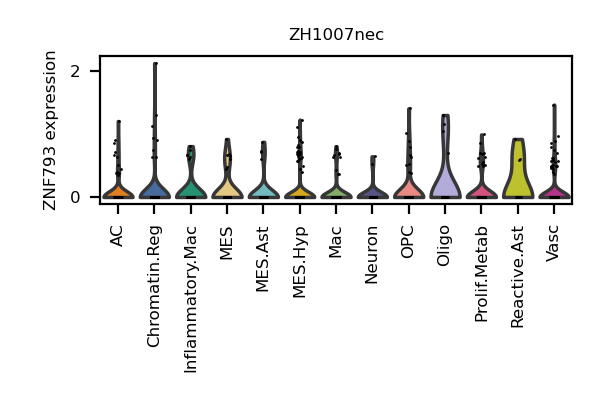 ZH1007nec
ZNF793 expression
2
0
AC
Chromatin.Reg
Inflammatory.Mac
MES
MES.Ast
MES.Hyp
Mac
Neuron
OPC
Oligo
Prolif.Metab
Reactive.Ast
Vasc